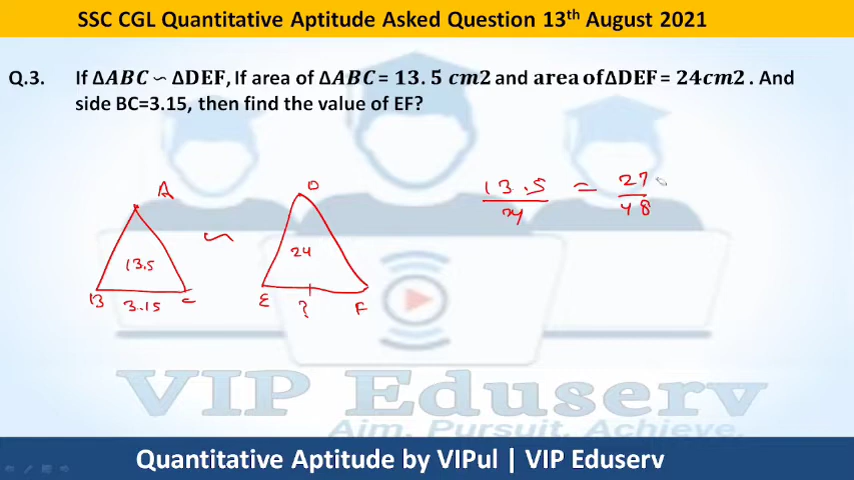 SSC CGL Quantitative Aptitude Asked Question 13th August 2021
Q.3. If ΔABC ∽ ΔDEF, If area of ΔABC = 13. 5 cm2 and area ofΔDEF= 24cm2 . And
side BC=3.15, then find the value of EF?
A
D
13.5/24 = 27/48
∽
13.5
24
B
3.15
C
E
?
F
VIP Eduserv
Aim. Pursuit. Achieve.
Quantitative Aptitude by VIPul | VIP Eduserv